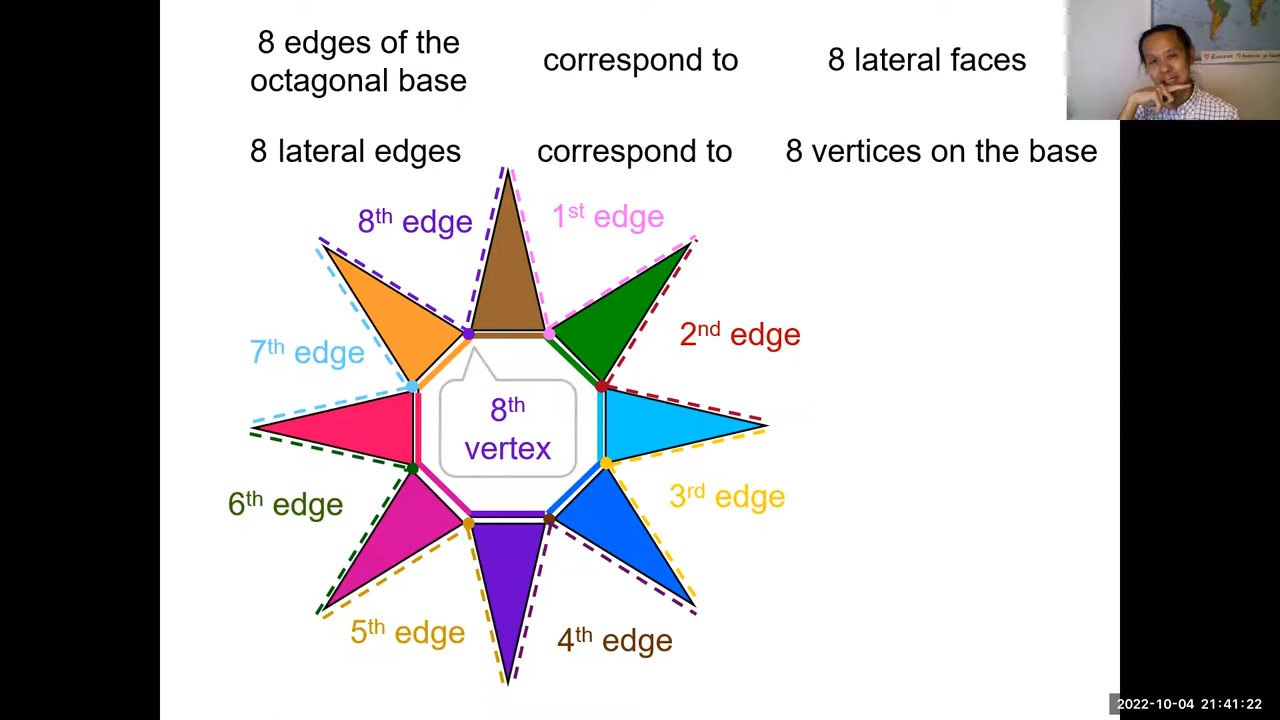 8 edges of the
octagonal base
correspond to
8 lateral faces
8 lateral edges
correspond to
8 vertices on the base
8th edge
1st edge
7th edge
2nd edge
8th
vertex
6th edge
3rd edge
5th edge
4th edge
2022-10-04 21:41:22